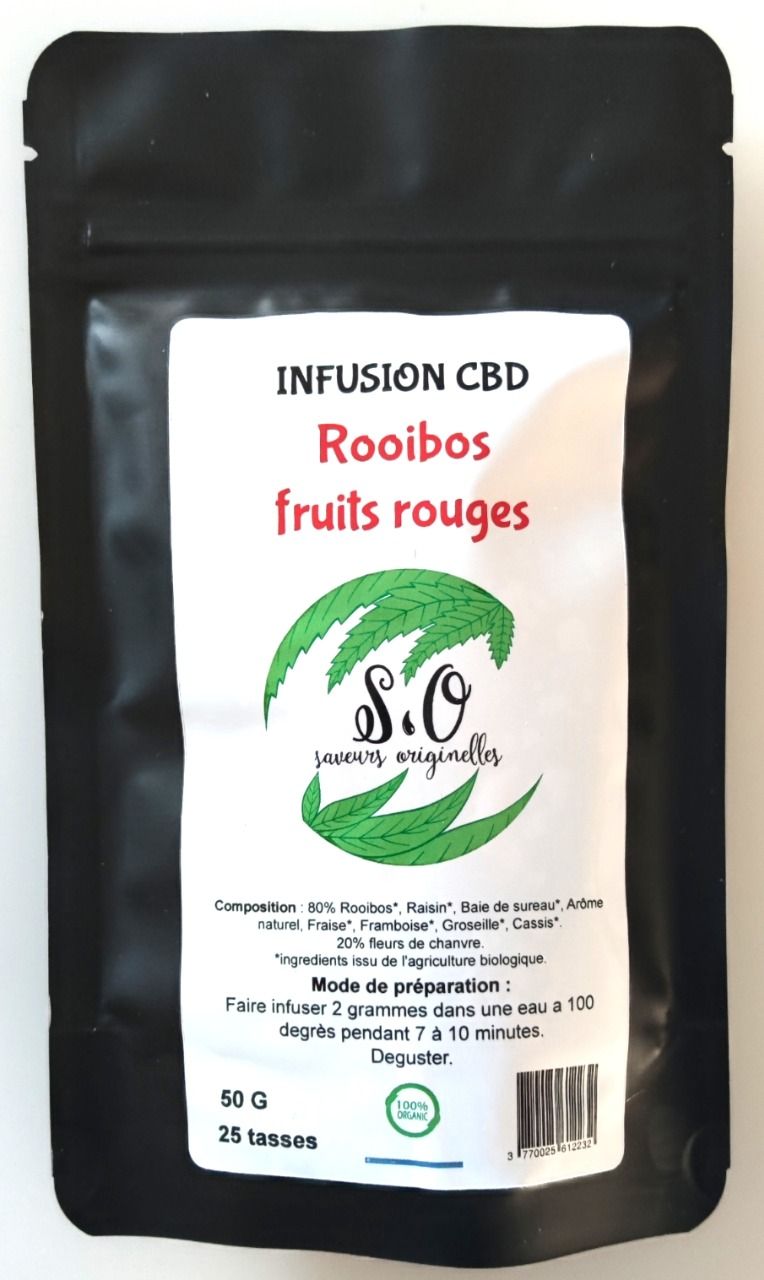 INFUSION CBD
Rooibos
fruits rouges
S.O
saveurs originelles
Composition : 80% Rooibos*, Raisin*, Baie de sureau*, Arôme
naturel, Fraise*, Framboise*, Groseille*, Cassis*.
20% fleurs de chanvre.
*ingredients issu de l'agriculture biologique.
Mode de préparation :
Faire infuser 2 grammes dans une eau a 100
degrès pendant 7 à 10 minutes.
Deguster.
50 G
25 tasses
100%
ORGANIC
3 770025 612232